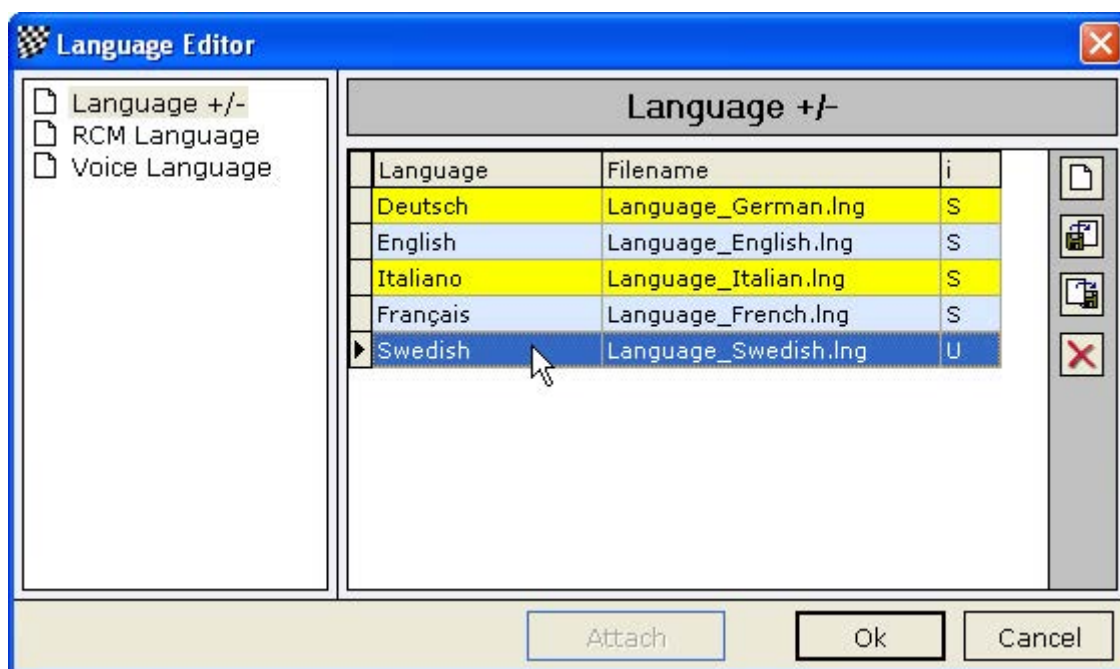 Language Editor
Language +/-
RCM Language
Voice Language
Language +/-
Language Filename i
Deutsch Language_German.lng S
English Language_English.lng S
Italiano Language_Italian.lng S
Français Language_French.lng S
Swedish Language_Swedish.lng U
Attach Ok Cancel